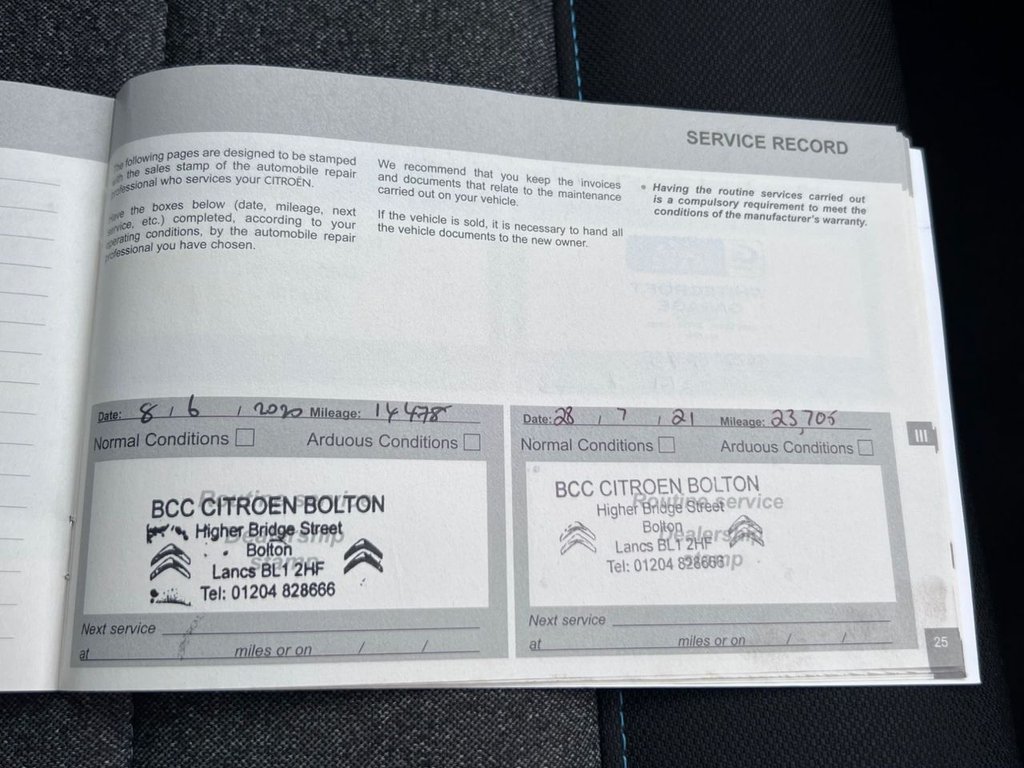 SERVICE RECORD
following pages are designed to be stamped
the sales stamp of the automobile repair
professional who services your CITROËN.
the boxes below (date, mileage, next
service, etc.) completed, according to your
operating conditions, by the automobile repair
professional you have chosen.
We recommend that you keep the invoices
and documents that relate to the maintenance
carried out on your vehicle.
If the vehicle is sold, it is necessary to hand all
the vehicle documents to the new owner.
• Having the routine services carried out
is a compulsory requirement to meet the
conditions of the manufacturer's warranty.
Date: 8 / 6 / 2020 Mileage: 14478
Normal Conditions Arduous Conditions
Routine service
Dealership
stamp
BCC CITROEN BOLTON
Higher Bridge Street
Bolton
Lancs BL1 2HF
Tel: 01204 828666
Next service
at miles or on / /
Date: 28 / 7 / 21 Mileage: 23,705
Normal Conditions Arduous Conditions
Routine service
Dealership
stamp
BCC CITROEN BOLTON
Higher Bridge Street
Bolton
Lancs BL1 2HF
Tel: 01204 828666
Next service
at miles or on / /
III
25